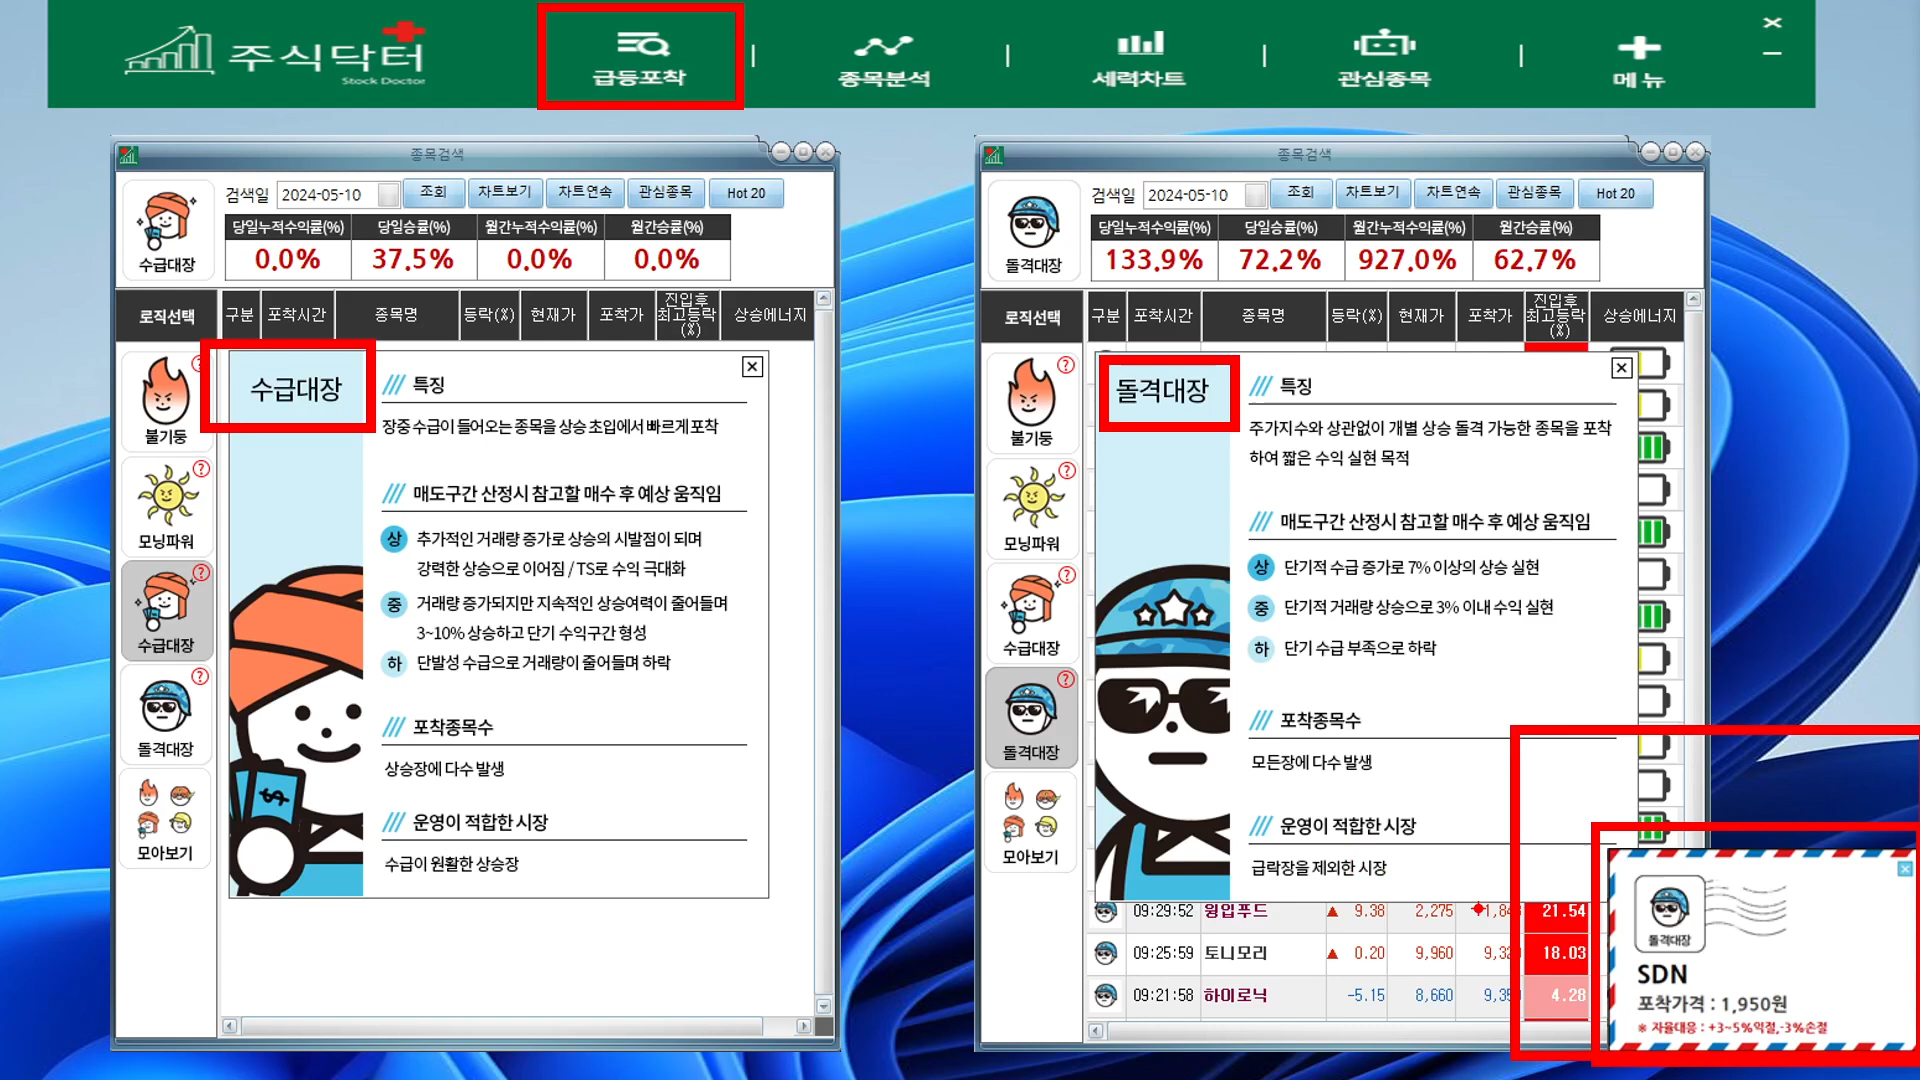 주식닥터
Stock Doctor
급등포착
종목분석
세력차트
관심종목
메뉴
종목검색
수급대장
검색일 2024-05-10 조회 차트보기 차트연속 관심종목 Hot 20
당일누적수익률(%) 당일승률(%) 월간누적수익률(%) 월간승률(%)
0.0% 37.5% 0.0% 0.0%
로직선택 구분 포착시간 종목명 등락(%) 현재가 포착가 진입후 최고등락 (%) 상승에너지
불기둥
모닝파워
수급대장
돌격대장
모아보기
수급대장
/// 특징
장중 수급이 들어오는 종목을 상승 초입에서 빠르게 포착
/// 매도구간 산정시 참고할 매수 후 예상 움직임
상 추가적인 거래량 증가로 상승의 시발점이 되며
강력한 상승으로 이어짐 / TS로 수익 극대화
중 거래량 증가되지만 지속적인 상승여력이 줄어들며
3~10% 상승하고 단기 수익구간 형성
하 단발성 수급으로 거래량이 줄어들며 하락
/// 포착종목수
상승장에 다수 발생
/// 운영이 적합한 시장
수급이 원활한 상승장
종목검색
돌격대장
검색일 2024-05-10 조회 차트보기 차트연속 관심종목 Hot 20
당일누적수익률(%) 당일승률(%) 월간누적수익률(%) 월간승률(%)
133.9% 72.2% 927.0% 62.7%
로직선택 구분 포착시간 종목명 등락(%) 현재가 포착가 진입후 최고등락 (%) 상승에너지
불기둥
모닝파워
수급대장
돌격대장
모아보기
돌격대장
/// 특징
주가지수와 상관없이 개별 상승 돌격 가능한 종목을 포착
하여 짧은 수익 실현 목적
/// 매도구간 산정시 참고할 매수 후 예상 움직임
상 단기적 수급 증가로 7% 이상의 상승 실현
중 단기적 거래량 상승으로 3% 이내 수익 실현
하 단기 수급 부족으로 하락
/// 포착종목수
모든장에 다수 발생
/// 운영이 적합한 시장
급락장을 제외한 시장
09:29:52 윙입푸드 ▲ 9.38 2,275 21.54
09:25:59 토니모리 ▲ 0.20 9,960 18.03
09:21:58 하이로닉 -5.15 8,660 4.28
돌격대장
SDN
포착가격 : 1,950원
※ 자율대응 : +3~5%익절,-3%손절